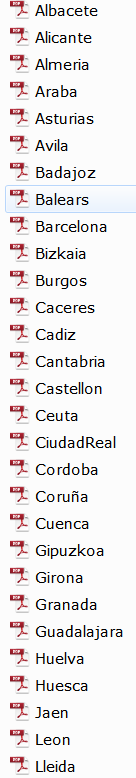 Albacete
Alicante
Almeria
Araba
Asturias
Avila
Badajoz
Balears
Barcelona
Bizkaia
Burgos
Caceres
Cadiz
Cantabria
Castellon
Ceuta
CiudadReal
Cordoba
Coruña
Cuenca
Gipuzkoa
Girona
Granada
Guadalajara
Huelva
Huesca
Jaen
Leon
Lleida